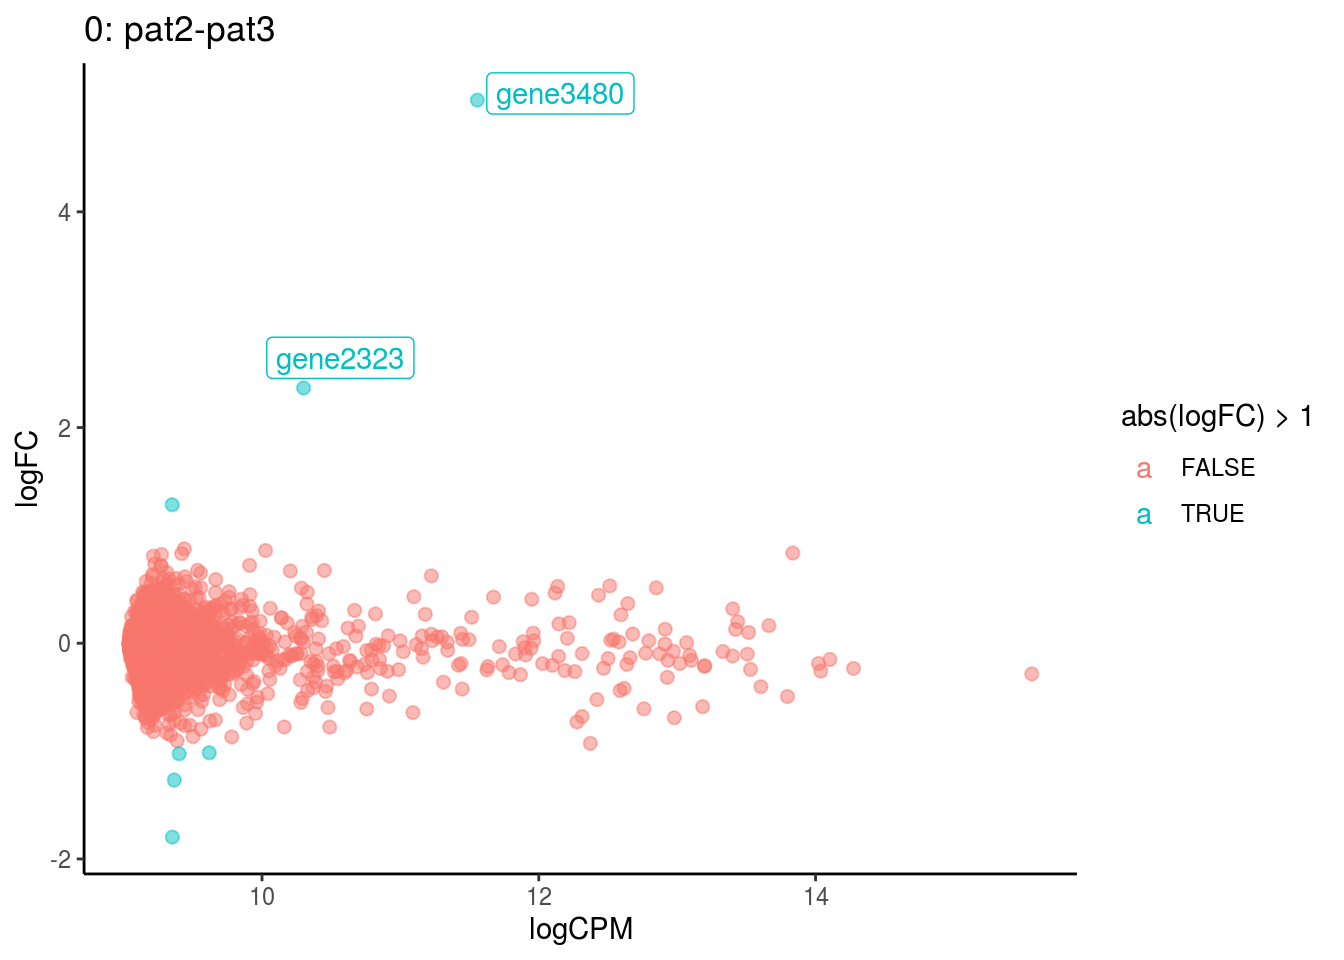 0: pat2-pat3
gene3480
4
gene2323
2
logFC
abs(logFC) > 1
a FALSE
a TRUE
0
-2
10 12 14
logCPM